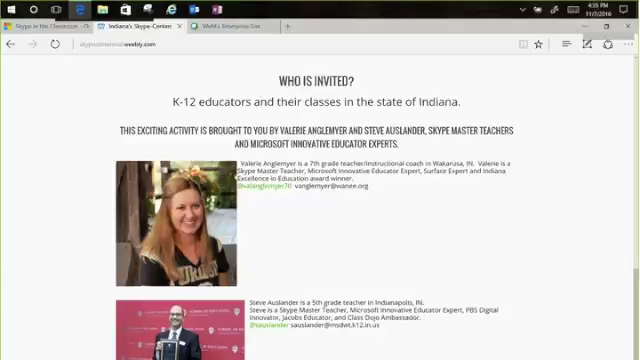 4:35 PM
11/7/2016
Skype in the Classroom - On
Indiana's Skype-Centen
skypecentennial.weebly.com
WHO IS INVITED?
K-12 educators and their classes in the state of Indiana.
THIS EXCITING ACTIVITY IS BROUGHT TO YOU BY VALERIE ANGLEMYER AND STEVE AUSLANDER, SKYPE MASTER TEACHERS
AND MICROSOFT INNOVATIVE EDUCATOR EXPERTS.
Valerie Anglemyer is a 7th grade teacher/instructional coach in Wakarusa, IN. Valerie is a
Skype Master Teacher, Microsoft Innovative Educator Expert, Surface Expert and Indiana
Excellence in Education award winner.
@valanglemyer70 vanglemyer@wanee.org
Steve Auslander is a 5th grade teacher in Indianapolis, IN.
Steve is a Skype Master Teacher, Microsoft Innovative Educator Expert, PBS Digital
Innovator, Jacobs Educator, and Class Dojo Ambassador.
@sauslander sauslander@msdwt.k12.in.us